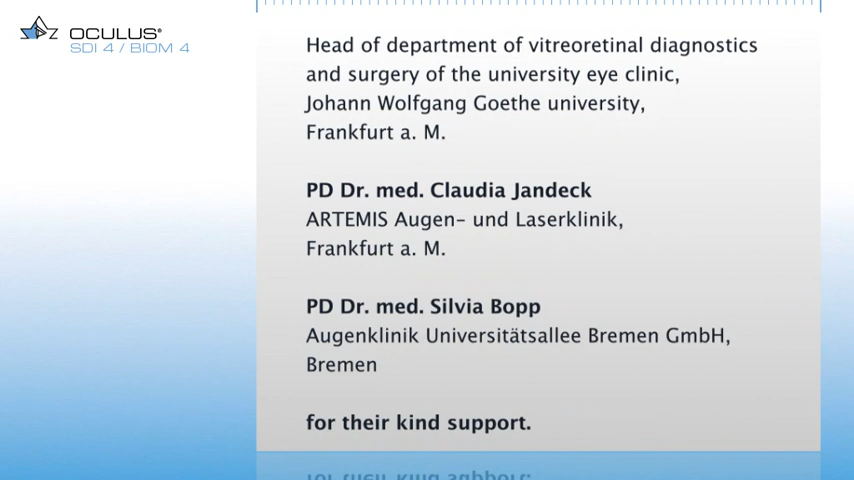 OCULUS®
SDI 4 / BIOM 4
Head of department of vitreoretinal diagnostics
and surgery of the university eye clinic,
Johann Wolfgang Goethe university,
Frankfurt a. M.
PD Dr. med. Claudia Jandeck
ARTEMIS Augen- und Laserklinik,
Frankfurt a. M.
PD Dr. med. Silvia Bopp
Augenklinik Universitätsallee Bremen GmbH,
Bremen
for their kind support.